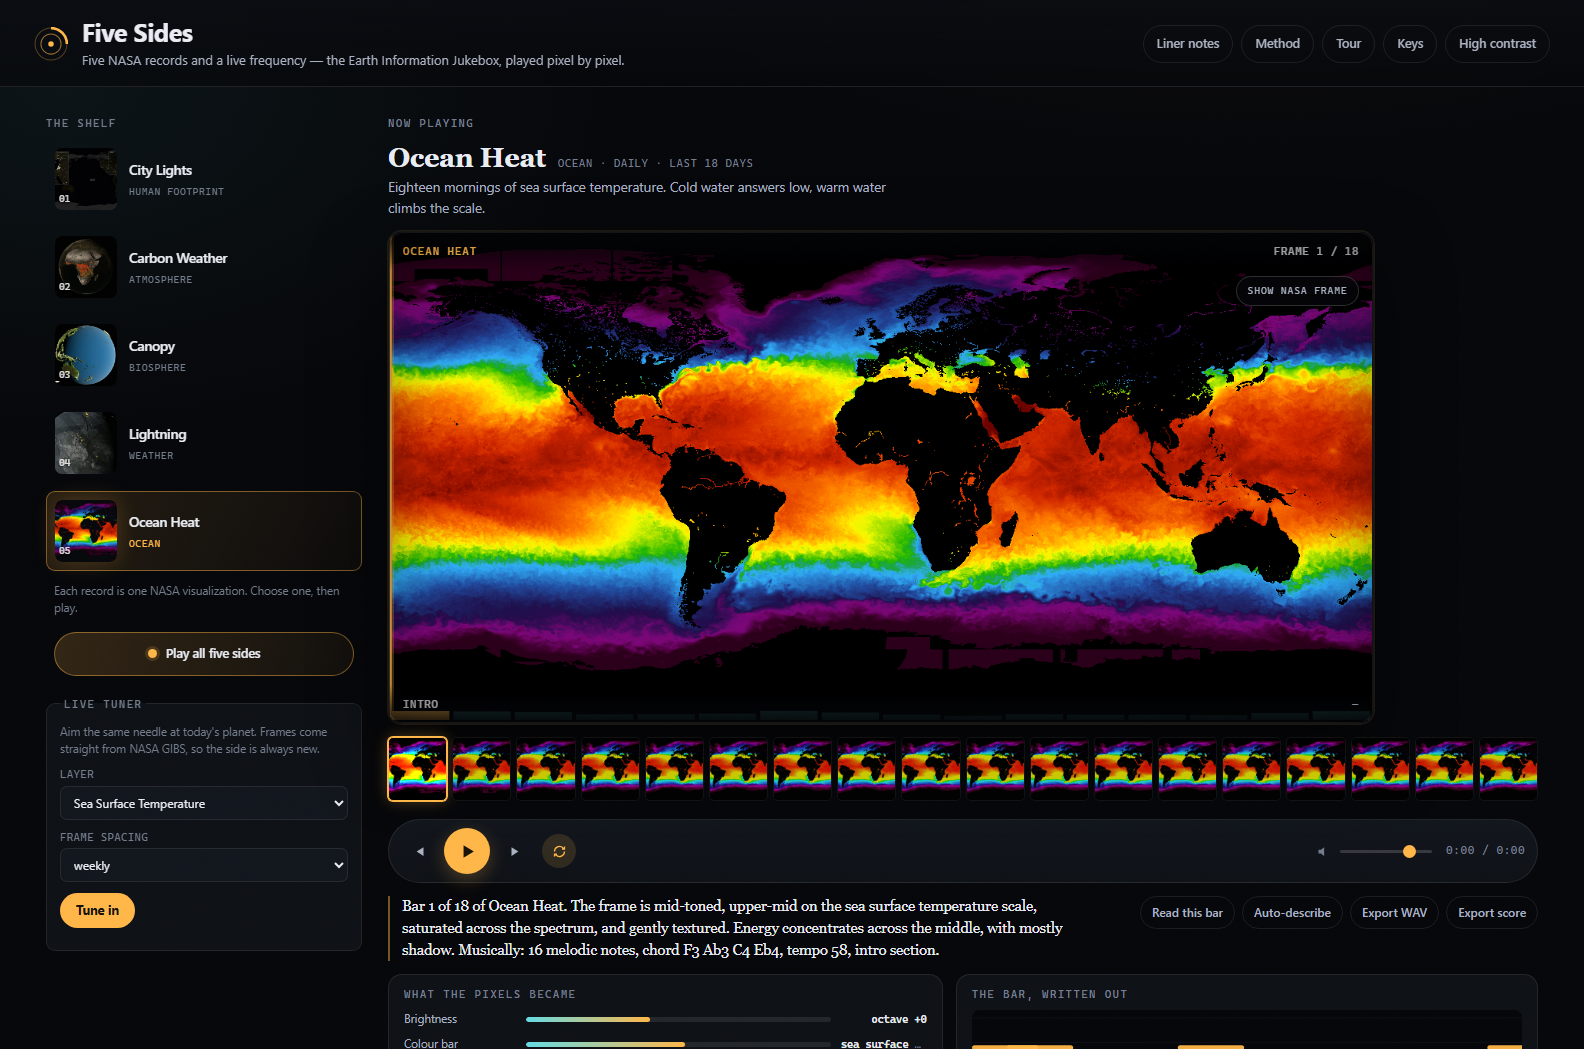 Five Sides
Five NASA records and a live frequency — the Earth Information Jukebox, played pixel by pixel.
Liner notes
Method
Tour
Keys
High contrast
THE SHELF
01
City Lights
HUMAN FOOTPRINT
02
Carbon Weather
ATMOSPHERE
03
Canopy
BIOSPHERE
04
Lightning
WEATHER
05
Ocean Heat
OCEAN
Each record is one NASA visualization. Choose one, then
play.
Play all five sides
LIVE TUNER
Aim the same needle at today's planet. Frames come
straight from NASA GIBS, so the side is always new.
LAYER
Sea Surface Temperature
FRAME SPACING
weekly
Tune in
NOW PLAYING
Ocean Heat OCEAN · DAILY · LAST 18 DAYS
Eighteen mornings of sea surface temperature. Cold water answers low, warm water
climbs the scale.
OCEAN HEAT
FRAME 1 / 18
SHOW NASA FRAME
INTRO
—
0:00 / 0:00
Bar 1 of 18 of Ocean Heat. The frame is mid-toned, upper-mid on the sea surface temperature scale,
saturated across the spectrum, and gently textured. Energy concentrates across the middle, with mostly
shadow. Musically: 16 melodic notes, chord F3 Ab3 C4 Eb4, tempo 58, intro section.
Read this bar
Auto-describe
Export WAV
Export score
WHAT THE PIXELS BECAME
Brightness
octave +0
Colour bar
sea surface …
THE BAR, WRITTEN OUT